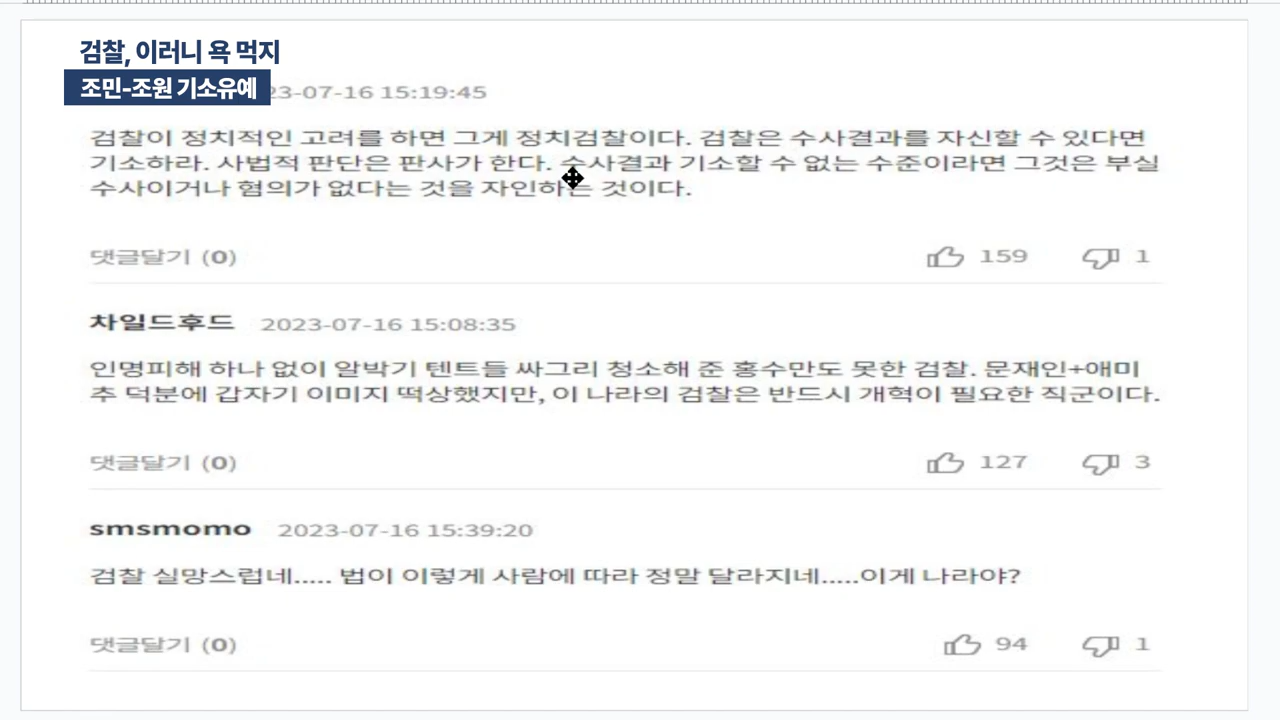 검찰, 이러니 욕 먹지
조민-조원 기소유예
23-07-16 15:19:45
검찰이 정치적인 고려를 하면 그게 정치검찰이다. 검찰은 수사결과를 자신할 수 있다면
기소하라. 사법적 판단은 판사가 한다. 수사결과 기소할 수 없는 수준이라면 그것은 부실
수사이거나 혐의가 없다는 것을 자인하는 것이다.
댓글달기 (0) 159 1
차일드후드 2023-07-16 15:08:35
인명피해 하나 없이 알박기 텐트들 싸그리 청소해 준 홍수만도 못한 검찰. 문재인+애미
추 덕분에 갑자기 이미지 떡상했지만, 이 나라의 검찰은 반드시 개혁이 필요한 직군이다.
댓글달기 (0) 127 3
smsmomo 2023-07-16 15:39:20
검찰 실망스럽네..... 법이 이렇게 사람에 따라 정말 달라지네.....이게 나라야?
댓글달기 (0) 94 1